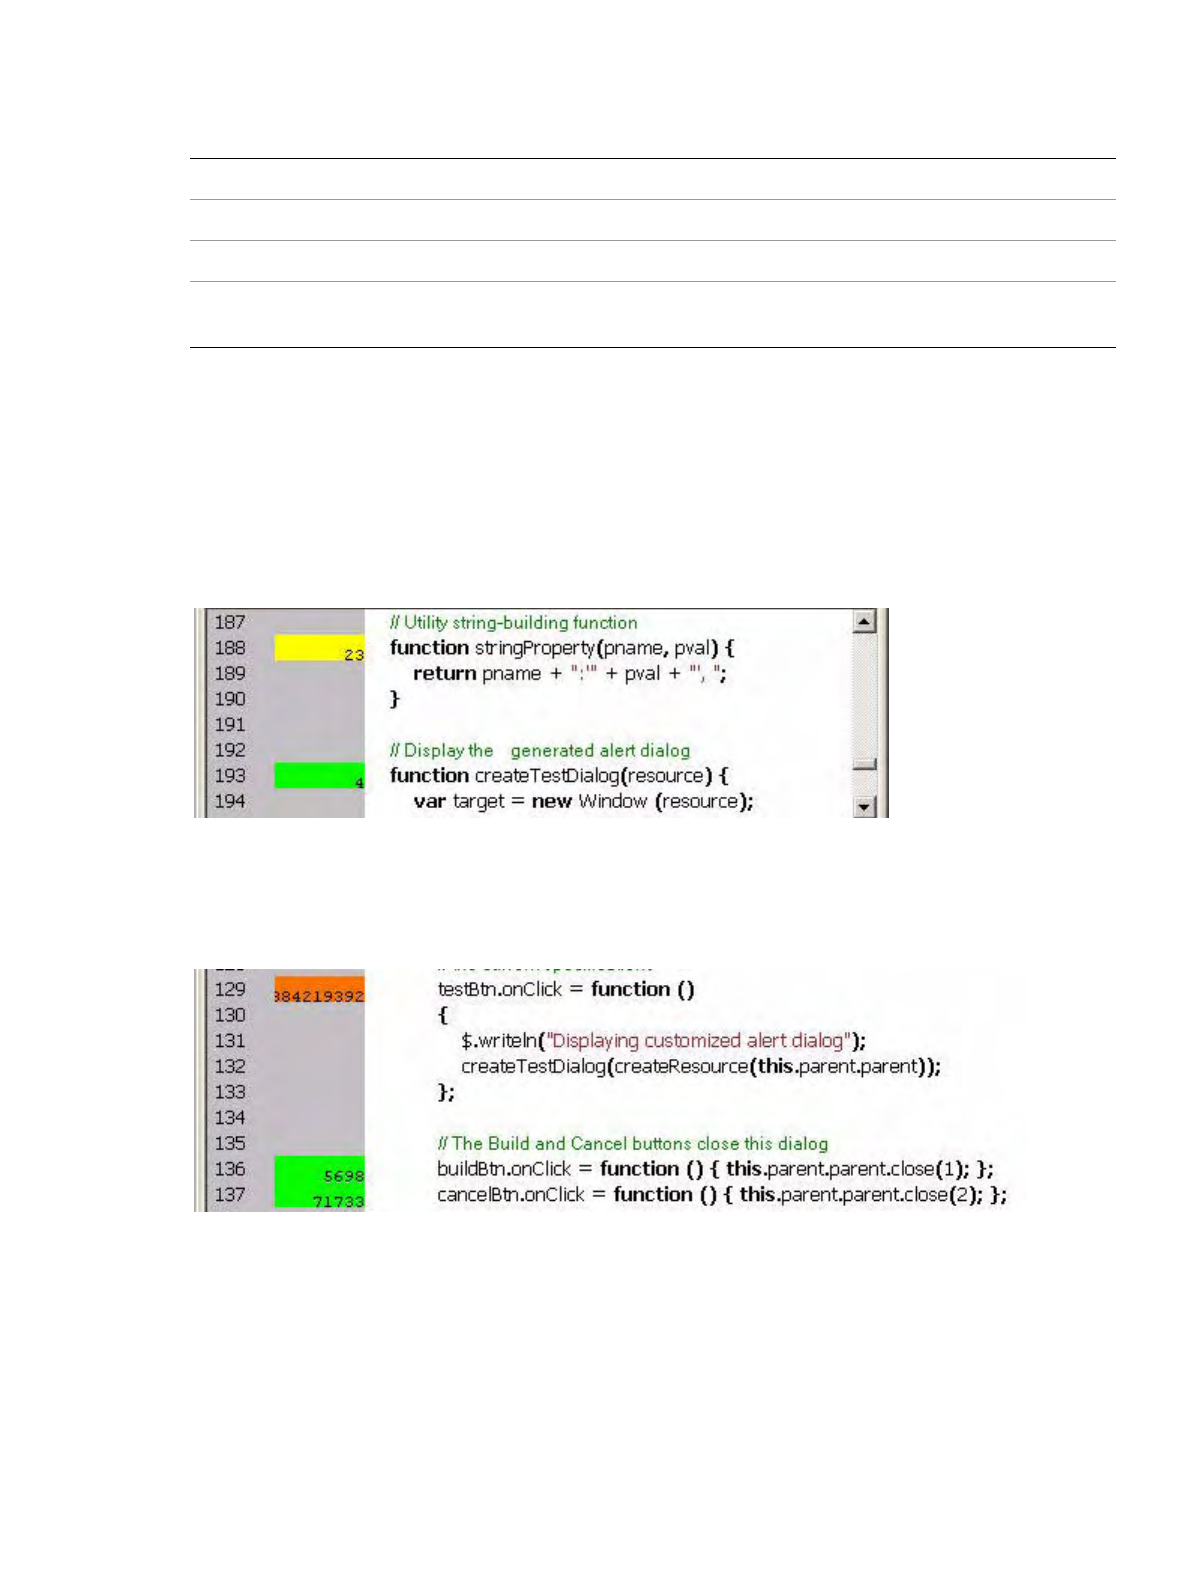 187 // Utility string-building function
188 23 function stringProperty(pname, pval) {
189 return pname + ":'" + pval + "', ";
190 }
191
192 // Display the generated alert dialog
193 4 function createTestDialog(resource) {
194 var target = new Window (resource);
129 384219392 testBtn.onClick = function ()
130 {
131 $.writeln("Displaying customized alert dialog");
132 createTestDialog(createResource(this.parent.parent));
133 };
134
135 // The Build and Cancel buttons close this dialog
136 5698 buildBtn.onClick = function () { this.parent.parent.close(1); };
137 71733 cancelBtn.onClick = function () { this.parent.parent.close(2); };